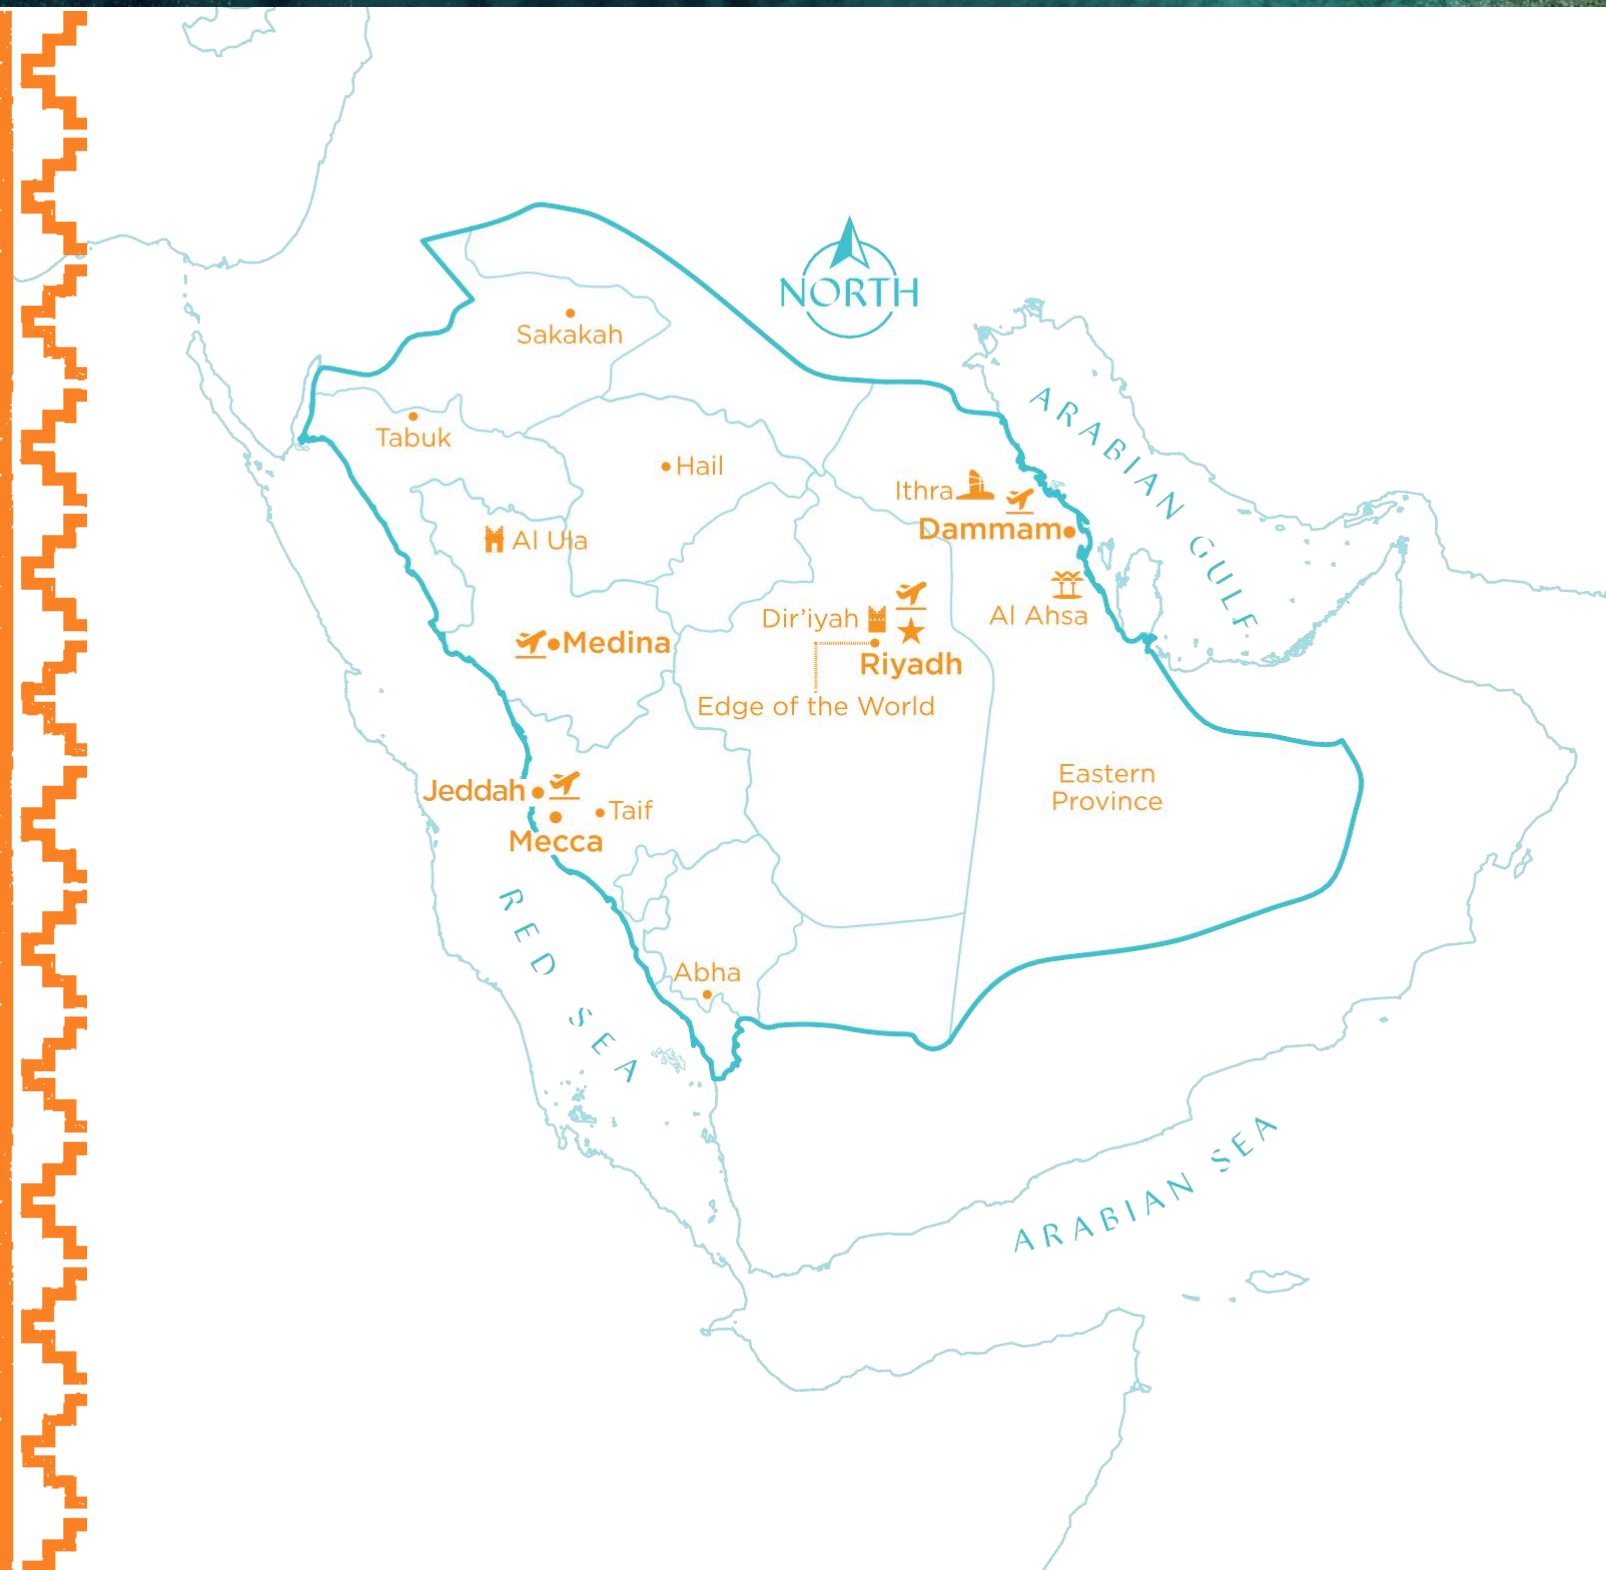 NORTH
Sakakah
ARABIAN GULF
Tabuk
Hail
Ithra
Dammam
Al Ula
Al Ahsa
Dir'iyah
Medina
Riyadh
Edge of the World
Eastern
Province
Jeddah
Taif
Mecca
RED SEA
Abha
ARABIAN SEA